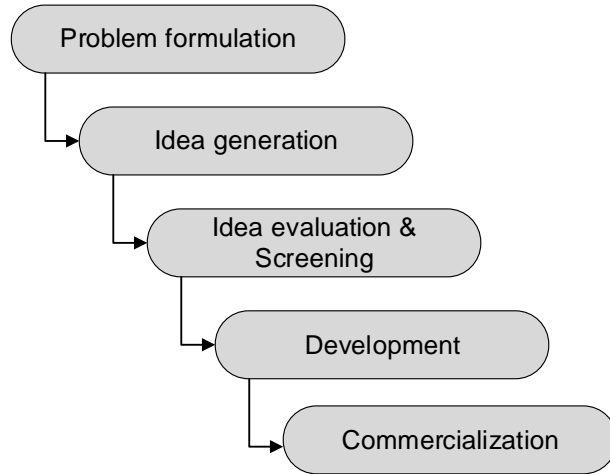 Problem formulation
Idea generation
Idea evaluation &
Screening
Development
Commercialization